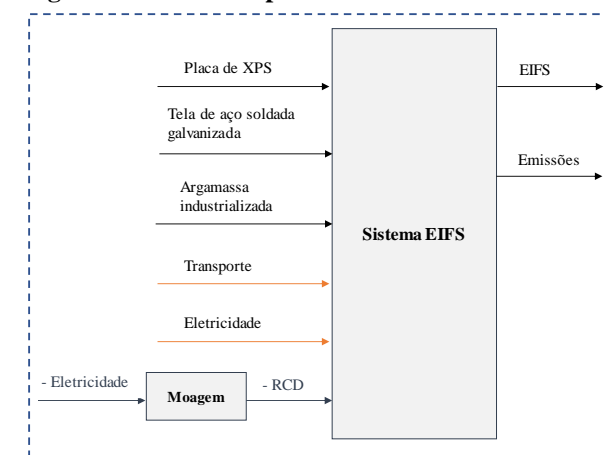 Placa de XPS
EIFS
Tela de aço soldada
galvanizada
Emissões
Argamassa
industrializada
Sistema EIFS
Transporte
Eletricidade
- Eletricidade
Moagem
- RCD